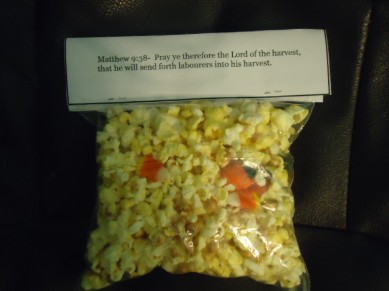 Matthew 9:38- Pray ye therefore the Lord of the harvest,
that he will send forth labourers into his harvest.